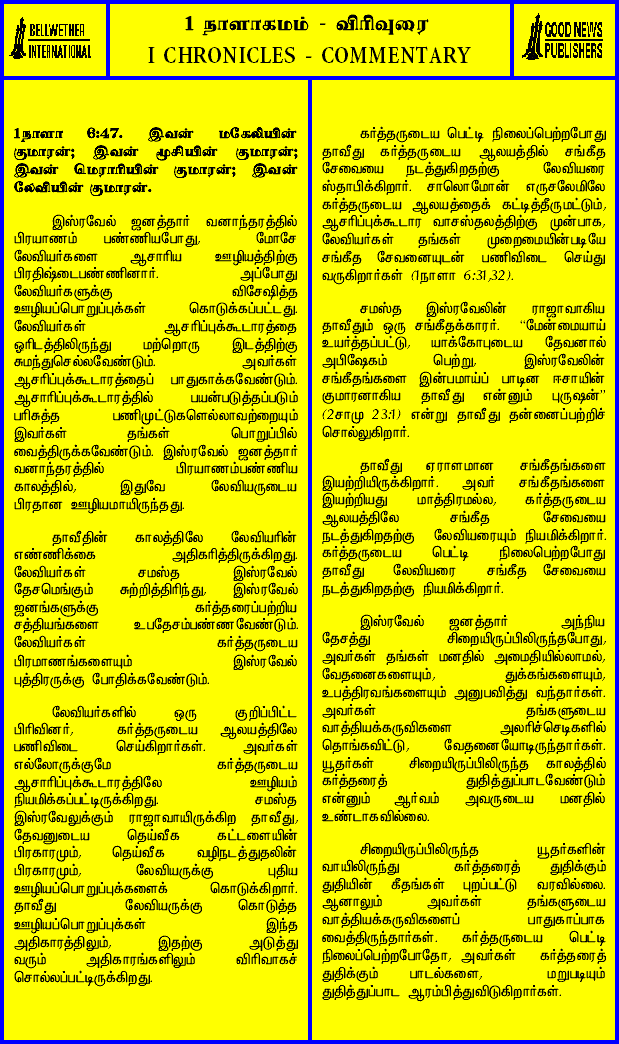 BELLWETHER
INTERNATIONAL
1 நாளாகமம் - விரிவுரை
I CHRONICLES - COMMENTARY
GOOD NEWS
PUBLISHERS
1நாளா 6:47. இவன் மகேலியின்
குமாரன்; இவன் மூசியின் குமாரன்;
இவன் மெராரியின் குமாரன்; இவன்
லேவியின் குமாரன்.
இஸ்ரவேல் ஜனத்தார் வனாந்தரத்தில்
பிரயாணம் பண்ணியபோது, மோசே
லேவியர்களை ஆசாரிய ஊழியத்திற்கு
பிரதிஷ்டைபண்ணினார். அப்போது
லேவியர்களுக்கு விசேஷித்த
ஊழியப்பொறுப்புக்கள் கொடுக்கப்பட்டது.
லேவியர்கள் ஆசரிப்புக்கூடாரத்தை
ஓரிடத்திலிருந்து மற்றொரு இடத்திற்கு
சுமந்துசெல்லவேண்டும். அவர்கள்
ஆசரிப்புக்கூடாரத்தைப் பாதுகாக்கவேண்டும்.
ஆசரிப்புக்கூடாரத்தில் பயன்படுத்தப்படும்
பரிசுத்த பணிமுட்டுகளெல்லாவற்றையும்
இவர்கள் தங்கள் பொறுப்பில்
வைத்திருக்கவேண்டும். இஸ்ரவேல் ஜனத்தார்
வனாந்தரத்தில் பிரயாணம்பண்ணிய
காலத்தில், இதுவே லேவியருடைய
பிரதான ஊழியமாயிருந்தது.
தாவீதின் காலத்திலே லேவியரின்
எண்ணிக்கை அதிகரித்திருக்கிறது.
லேவியர்கள் சமஸ்த இஸ்ரவேல்
தேசமெங்கும் சுற்றித்திரிந்து, இஸ்ரவேல்
ஜனங்களுக்கு கர்த்தரைப்பற்றிய
சத்தியங்களை உபதேசம்பண்ணவேண்டும்.
லேவியர்கள் கர்த்தருடைய
பிரமாணங்களையும் இஸ்ரவேல்
புத்திரருக்கு போதிக்கவேண்டும்.
லேவியர்களில் ஒரு குறிப்பிட்ட
பிரிவினர், கர்த்தருடைய ஆலயத்திலே
பணிவிடை செய்கிறார்கள். அவர்கள்
எல்லோருக்குமே கர்த்தருடைய
ஆசாரிப்புக்கூடாரத்திலே ஊழியம்
நியமிக்கப்பட்டிருக்கிறது. சமஸ்த
இஸ்ரவேலுக்கும் ராஜாவாயிருக்கிற தாவீது,
தேவனுடைய தெய்வீக கட்டளையின்
பிரகாரமும், தெய்வீக வழிநடத்துதலின்
பிரகாரமும், லேவியருக்கு புதிய
ஊழியப்பொறுப்புக்களைக் கொடுக்கிறார்.
தாவீது லேவியருக்கு கொடுத்த
ஊழியப்பொறுப்புக்கள் இந்த
அதிகாரத்திலும், இதற்கு அடுத்து
வரும் அதிகாரங்களிலும் விரிவாகச்
சொல்லப்பட்டிருக்கிறது.
கர்த்தருடைய பெட்டி நிலைப்பெற்றபோது
தாவீது கர்த்தருடைய ஆலயத்தில் சங்கீத
சேவையை நடத்துகிறதற்கு லேவியரை
ஸ்தாபிக்கிறார். சாலொமோன் எருசலேமிலே
கர்த்தருடைய ஆலயத்தைக் கட்டித்தீருமட்டும்,
ஆசரிப்புக்கூடார வாசஸ்தலத்திற்கு முன்பாக,
லேவியர்கள் தங்கள் முறைமையின்படியே
சங்கீத சேவனையுடன் பணிவிடை செய்து
வருகிறார்கள் (1நாளா 6:31,32).
சமஸ்த இஸ்ரவேலின் ராஜாவாகிய
தாவீதும் ஒரு சங்கீதக்காரர். “மேன்மையாய்
உயர்த்தப்பட்டு, யாக்கோபுடைய தேவனால்
அபிஷேகம் பெற்று, இஸ்ரவேலின்
சங்கீதங்களை இன்பமாய்ப் பாடின ஈசாயின்
குமாரனாகிய தாவீது என்னும் புருஷன்”
(2சாமு 23:1) என்று தாவீது தன்னைப்பற்றிச்
சொல்லுகிறார்.
தாவீது ஏராளமான சங்கீதங்களை
இயற்றியிருக்கிறார். அவர் சங்கீதங்களை
இயற்றியது மாத்திரமல்ல, கர்த்தருடைய
ஆலயத்திலே சங்கீத சேவையை
நடத்துகிறதற்கு லேவியரையும் நியமிக்கிறார்.
கர்த்தருடைய பெட்டி நிலைபெற்றபோது
தாவீது லேவியரை சங்கீத சேவையை
நடத்துகிறதற்கு நியமிக்கிறார்.
இஸ்ரவேல் ஜனத்தார் அந்நிய
தேசத்து சிறையிருப்பிலிருந்தபோது,
அவர்கள் தங்கள் மனதில் அமைதியில்லாமல்,
வேதனைகளையும், துக்கங்களையும்,
உபத்திரவங்களையும் அனுபவித்து வந்தார்கள்.
அவர்கள் தங்களுடைய
வாத்தியக்கருவிகளை அலரிச்செடிகளில்
தொங்கவிட்டு, வேதனையோடிருந்தார்கள்.
யூதர்கள் சிறையிருப்பிலிருந்த காலத்தில்
கர்த்தரைத் துதித்துப்பாடவேண்டும்
என்னும் ஆர்வம் அவருடைய மனதில்
உண்டாகவில்லை.
சிறையிருப்பிலிருந்த யூதர்களின்
வாயிலிருந்து கர்த்தரைத் துதிக்கும்
துதியின் கீதங்கள் புறப்பட்டு வரவில்லை.
ஆனாலும் அவர்கள் தங்களுடைய
வாத்தியக்கருவிகளைப் பாதுகாப்பாக
வைத்திருந்தார்கள். கர்த்தருடைய பெட்டி
நிலைப்பெற்றபோதோ, அவர்கள் கர்த்தரைத்
துதிக்கும் பாடல்களை, மறுபடியும்
துதித்துப்பாட ஆரம்பித்துவிடுகிறார்கள்.